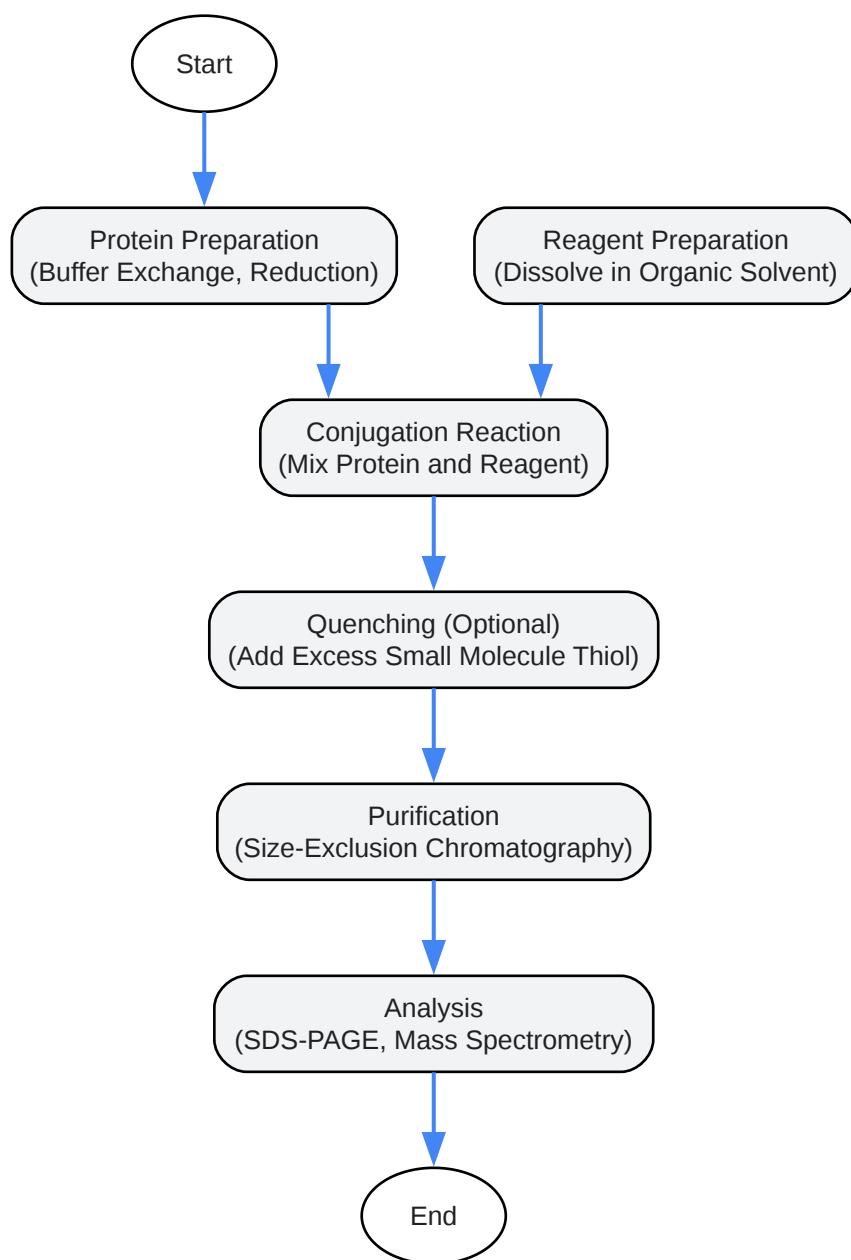 Start
Protein Preparation
(Buffer Exchange, Reduction)
Reagent Preparation
(Dissolve in Organic Solvent)
Conjugation Reaction
(Mix Protein and Reagent)
Quenching (Optional)
(Add Excess Small Molecule Thiol)
Purification
(Size-Exclusion Chromatography)
Analysis
(SDS-PAGE, Mass Spectrometry)
End